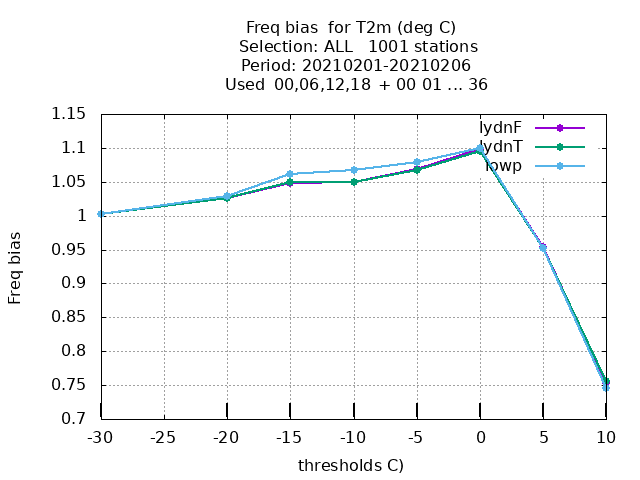 Freq bias  for T2m (deg C)
Selection: ALL   1001 stations
Period: 20210201-20210206
Used  00,06,12,18  + 00 01 ... 36
1.15
1.1
1.05
1
0.95
0.9
0.85
0.8
0.75
0.7
Freq bias
lydnF
lydnT
lowp
-30 -25 -20 -15 -10 -5 0 5 10
thresholds C)